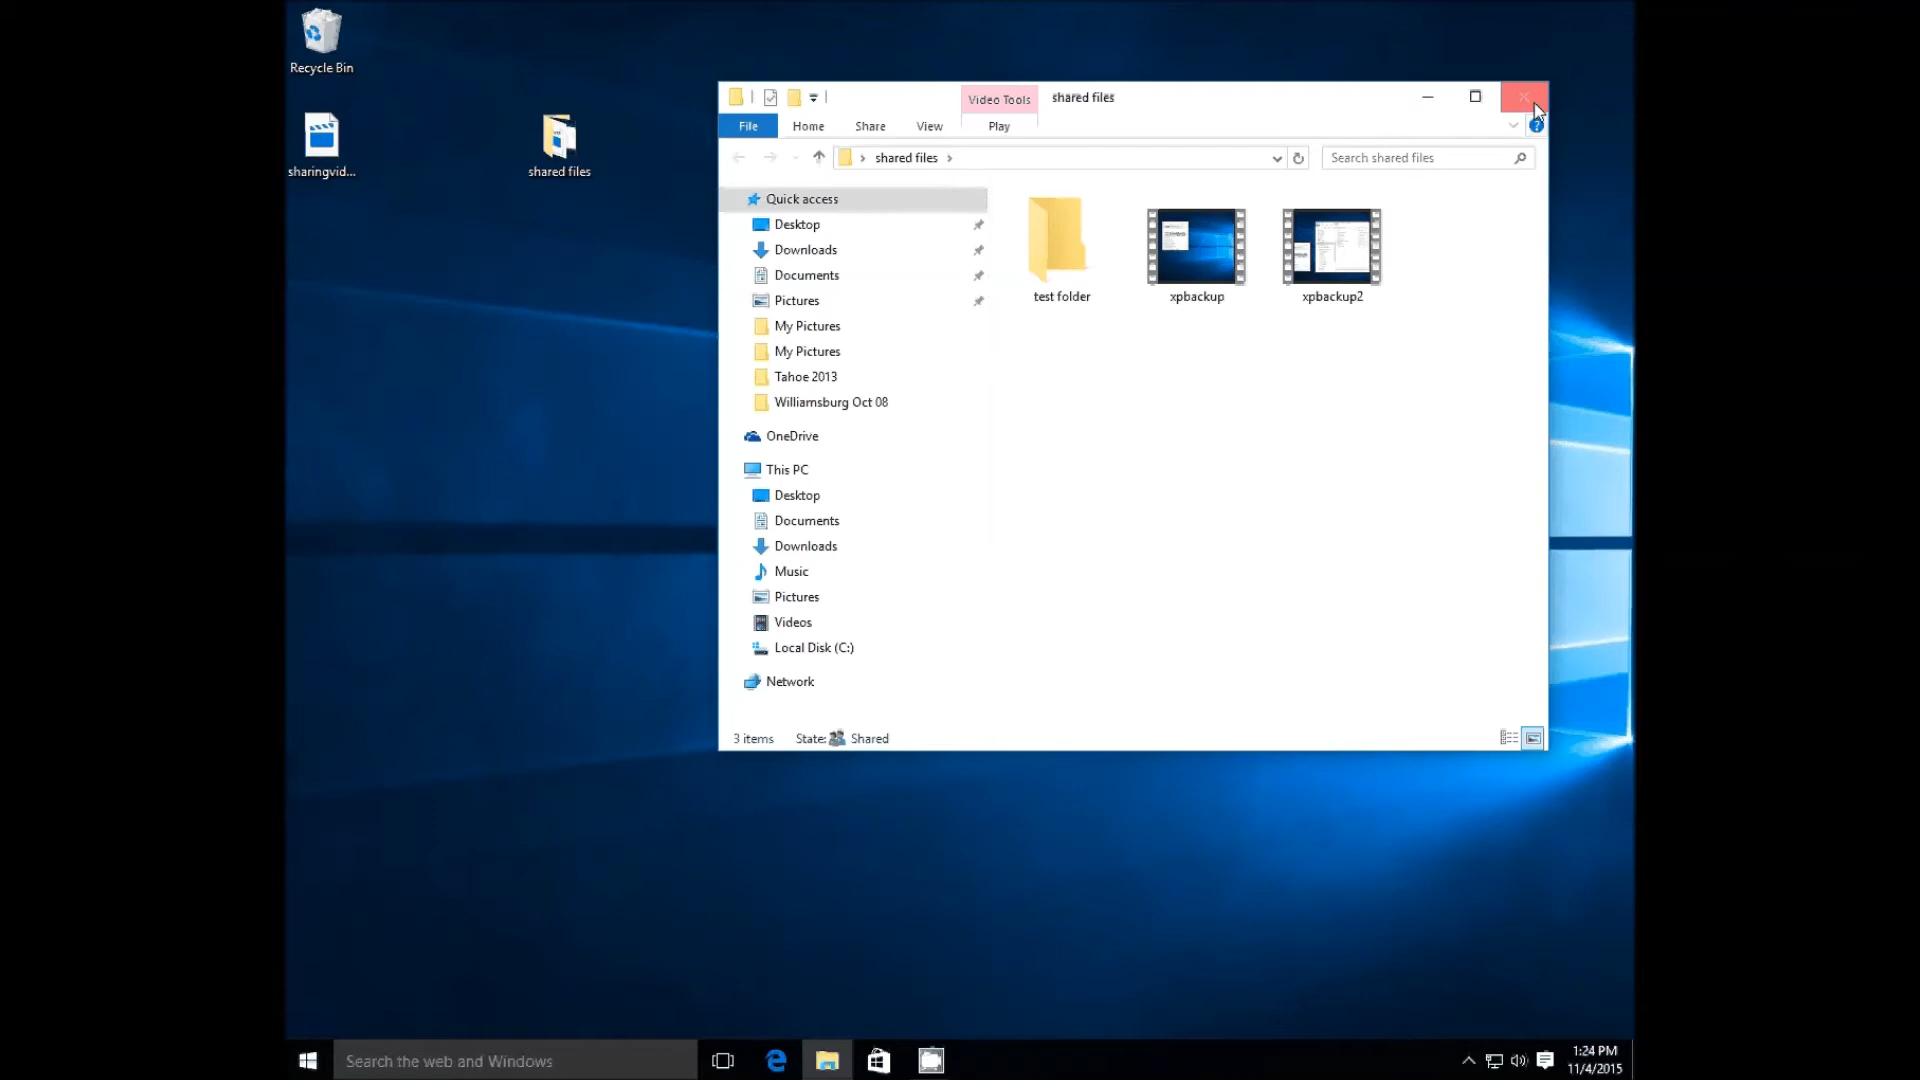 Recycle Bin
sharingvid...
shared files
Video Tools
shared files
File
Home
Share
View
Play
shared files
Search shared files
Quick access
Desktop
Downloads
Documents
Pictures
My Pictures
My Pictures
Tahoe 2013
Williamsburg Oct 08
OneDrive
This PC
Desktop
Documents
Downloads
Music
Pictures
Videos
Local Disk (C:)
Network
test folder
xpbackup
xpbackup2
3 items
State: Shared
Search the web and Windows
1:24 PM
11/4/2015